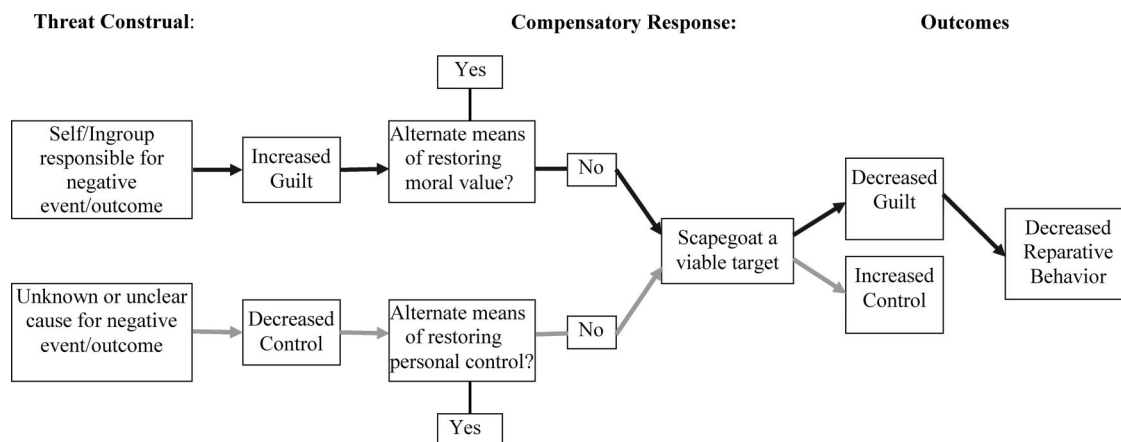 Threat Construal:
Compensatory Response:
Outcomes
Yes
Self/Ingroup
responsible for
negative
event/outcome
Increased
Guilt
Alternate means
of restoring
moral value?
No
Decreased
Guilt
Decreased
Reparative
Behavior
Scapegoat a
viable target
Increased
Control
Unknown or unclear
cause for negative
event/outcome
Decreased
Control
Alternate means
of restoring
personal control?
No
Yes